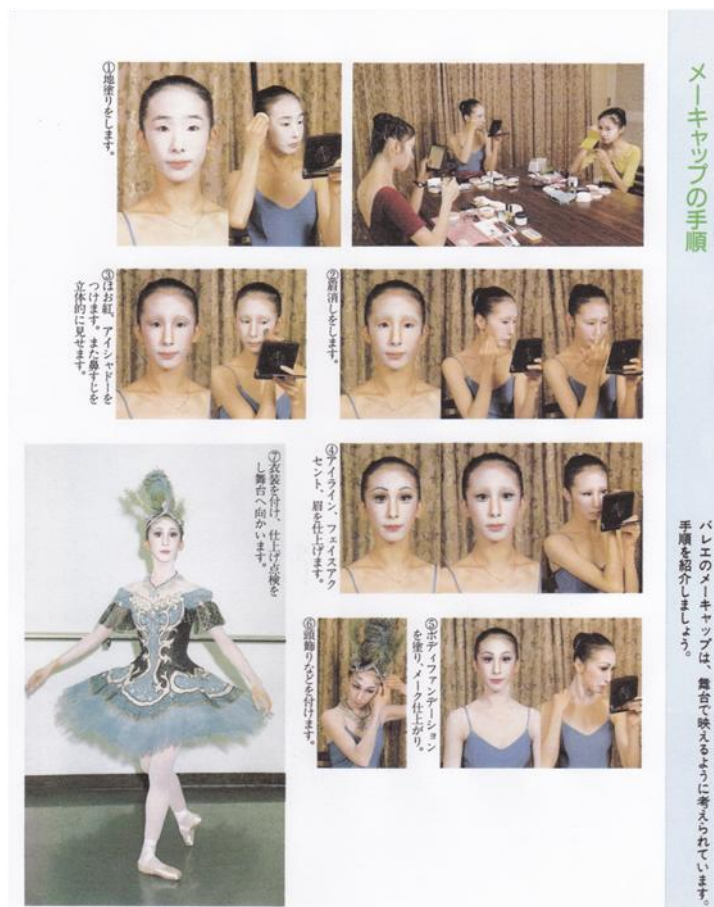 メーキャップの手順
バレエのメーキャップは、舞台で映えるように考えられています。
手順を紹介しましょう。
①地塗りをします。
②眉消しをします。
③ほお紅、アイシャドーを
つけます。また鼻すじを
立体的に見せます。
④アイライン、フェイスアク
セント、眉を仕上げます。
⑤ボディファンデーション
を塗り、メーク仕上がり。
⑥頭飾りなどを付けます。
⑦衣装を付け、仕上げ点検を
し舞台へ向かいます。